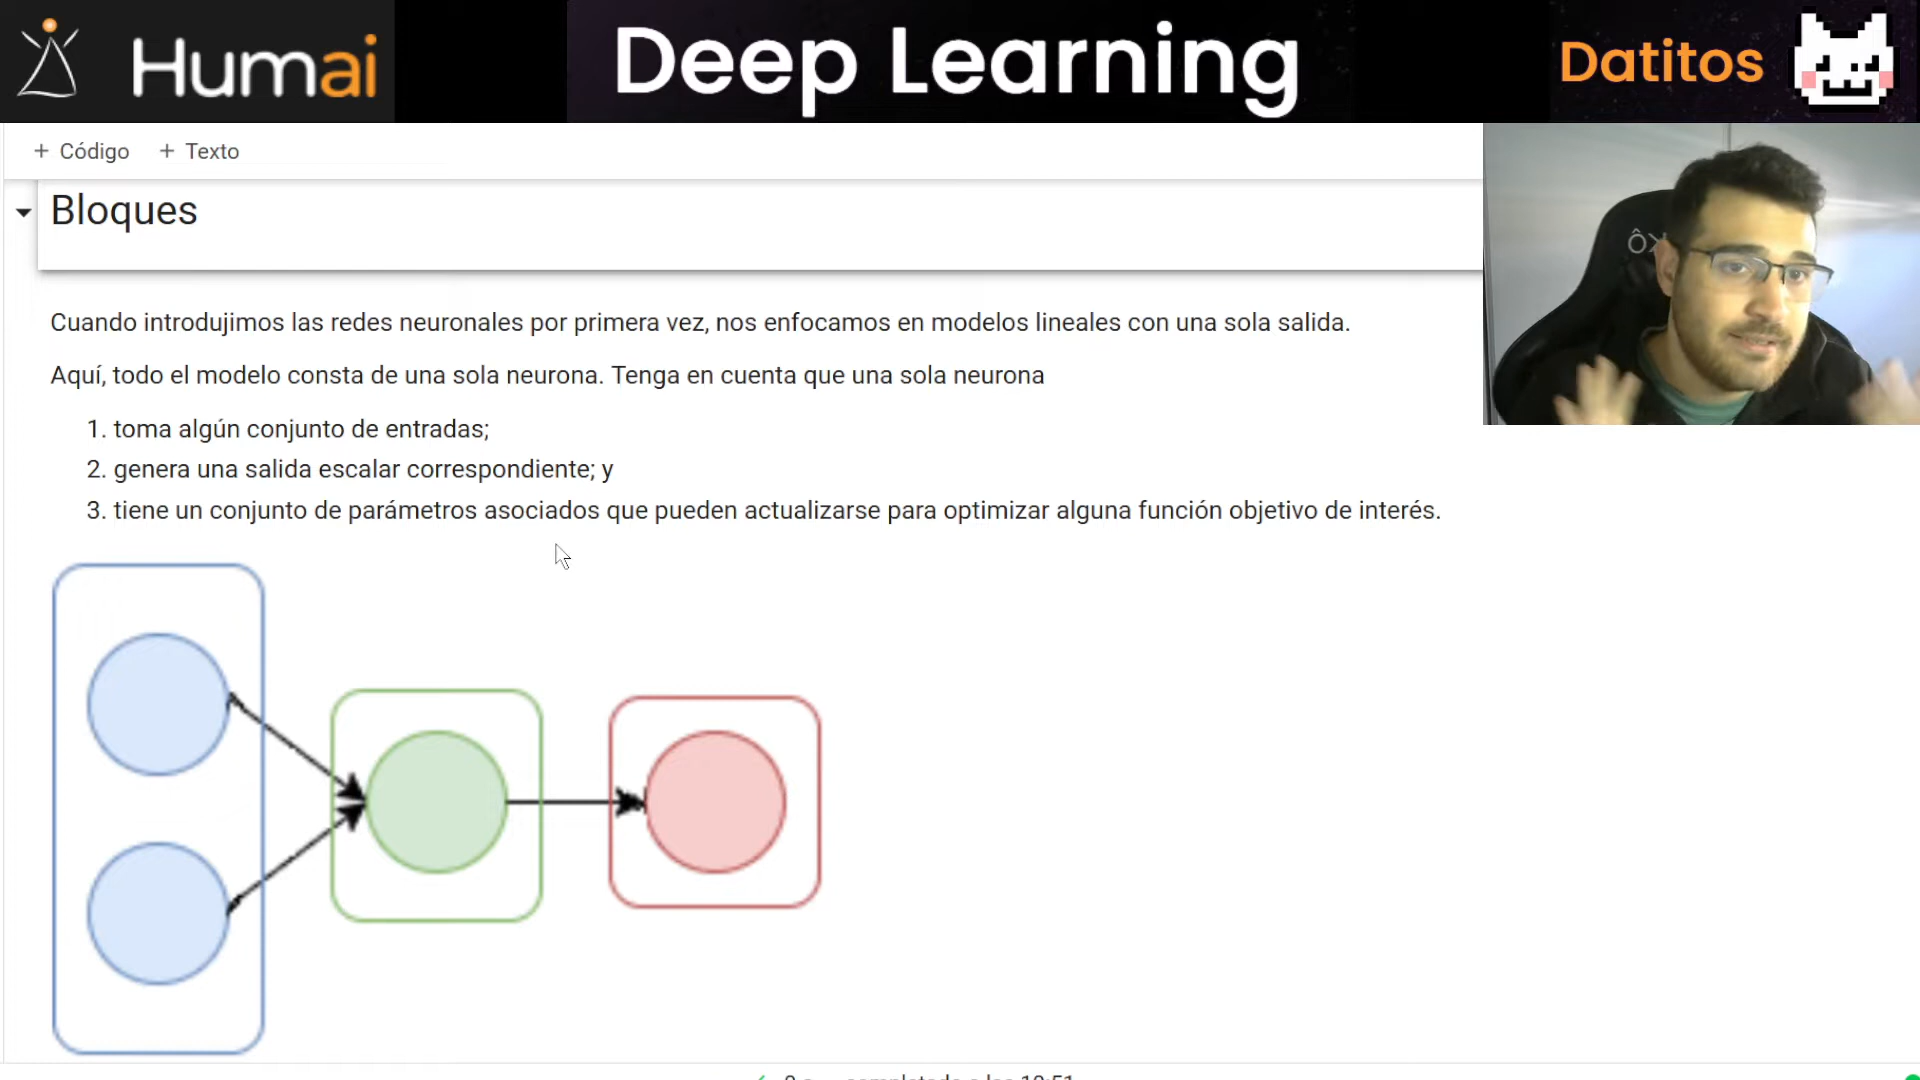 Humai
Deep Learning
Datitos
+ Código + Texto
Bloques
Cuando introdujimos las redes neuronales por primera vez, nos enfocamos en modelos lineales con una sola salida.
Aquí, todo el modelo consta de una sola neurona. Tenga en cuenta que una sola neurona
1. toma algún conjunto de entradas;
2. genera una salida escalar correspondiente; y
3. tiene un conjunto de parámetros asociados que pueden actualizarse para optimizar alguna función objetivo de interés.